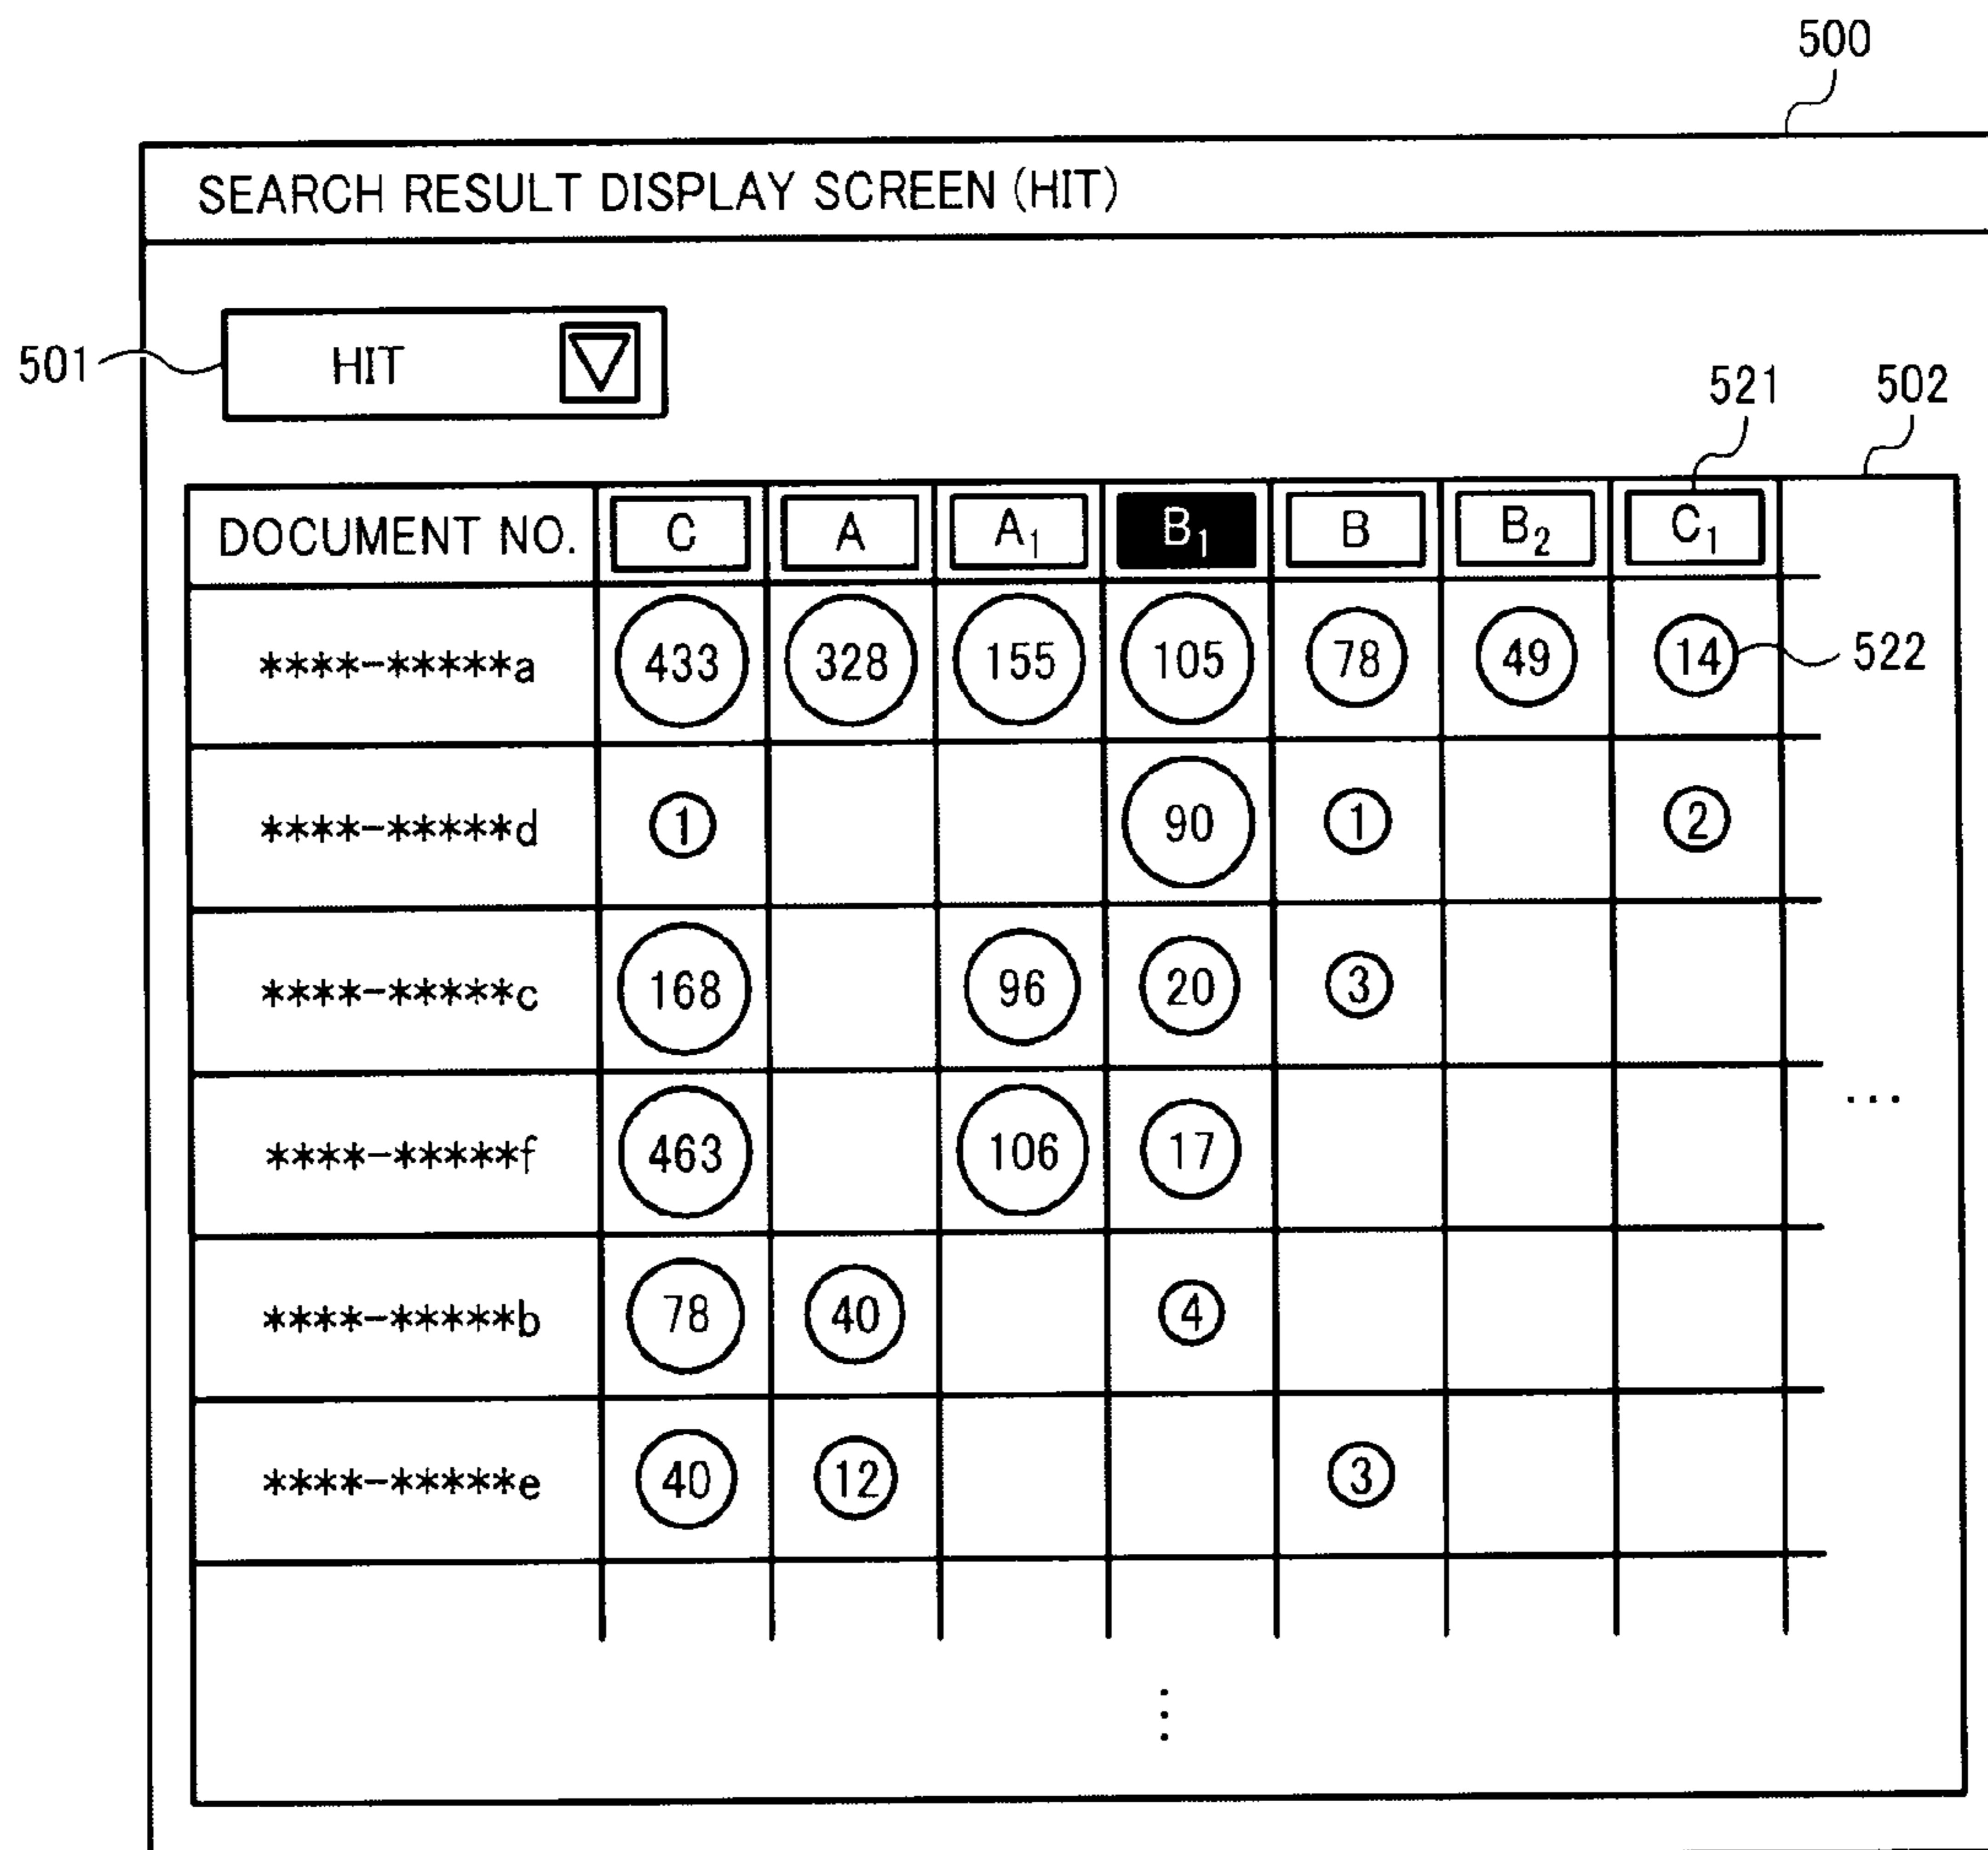 500
SEARCH RESULT DISPLAY SCREEN (HIT)
501
HIT
521
502
DOCUMENT NO. C A A₁ B₁ B B₂ C₁
****-*****a 433 328 155 105 78 49 14
522
****-*****d 1 90 1 2
****-*****c 168 96 20 3
****-*****f 463 106 17
...
****-*****b 78 40 4
****-*****e 40 12 3
⋮